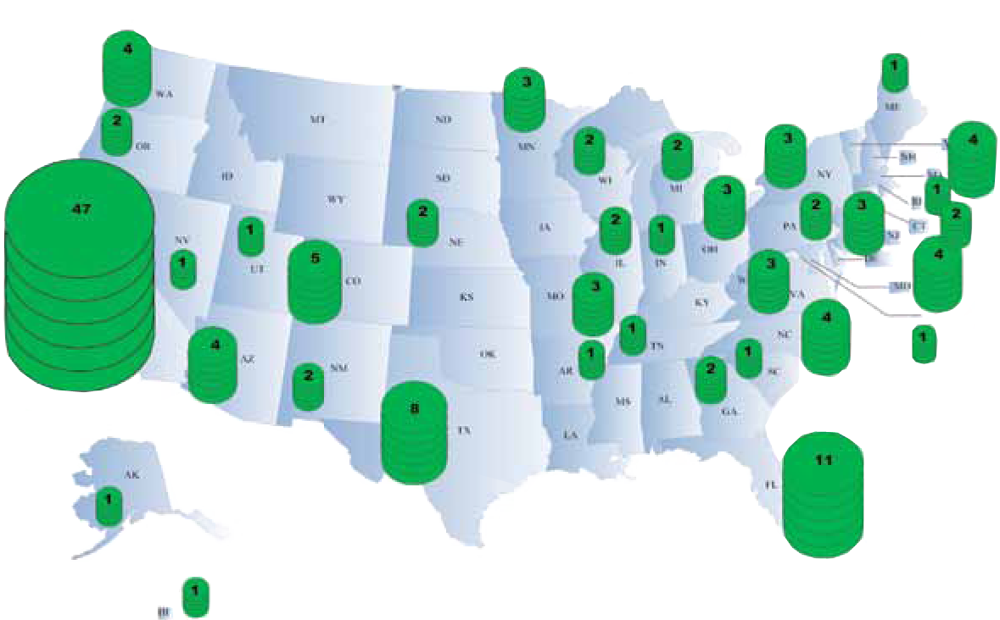 4
WA
1
ME
3
MN
2
OR
MT
ND
2
WI
2
MI
3
NY
4
NH
ID
SD
WY
47
3
OH
2
PA
3
1
2
CT
NJ
NV
1
UT
2
NE
IA
2
IL
1
IN
1
5
CO
KS
MO
3
KY
3
VA
4
MD
4
AZ
2
NM
OK
AR
1
1
TN
1
SC
NC
4
1
8
TX
MS
AL
2
GA
LA
11
FL
AK
1
1
HI